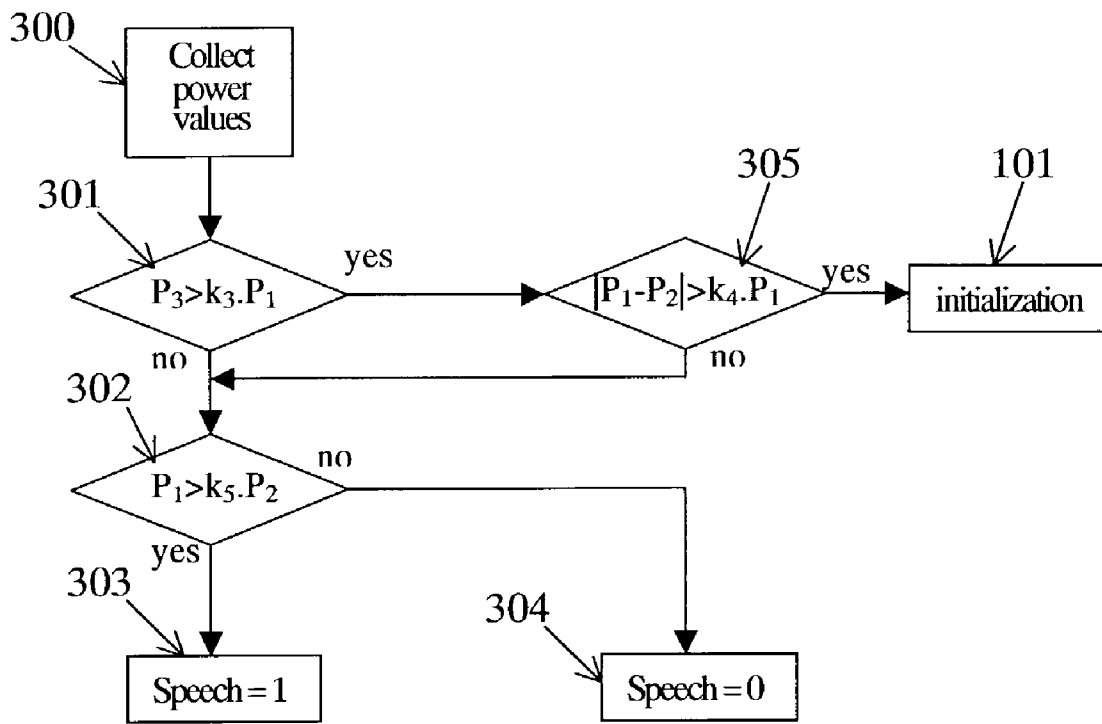 300
Collect
power
values
301
305
101
P₃>k₃.P₁
yes
|P₁-P₂|>k₄.P₁
yes
initialization
no
no
302
P₁>k₅.P₂
no
yes
303
304
Speech = 1
Speech = 0